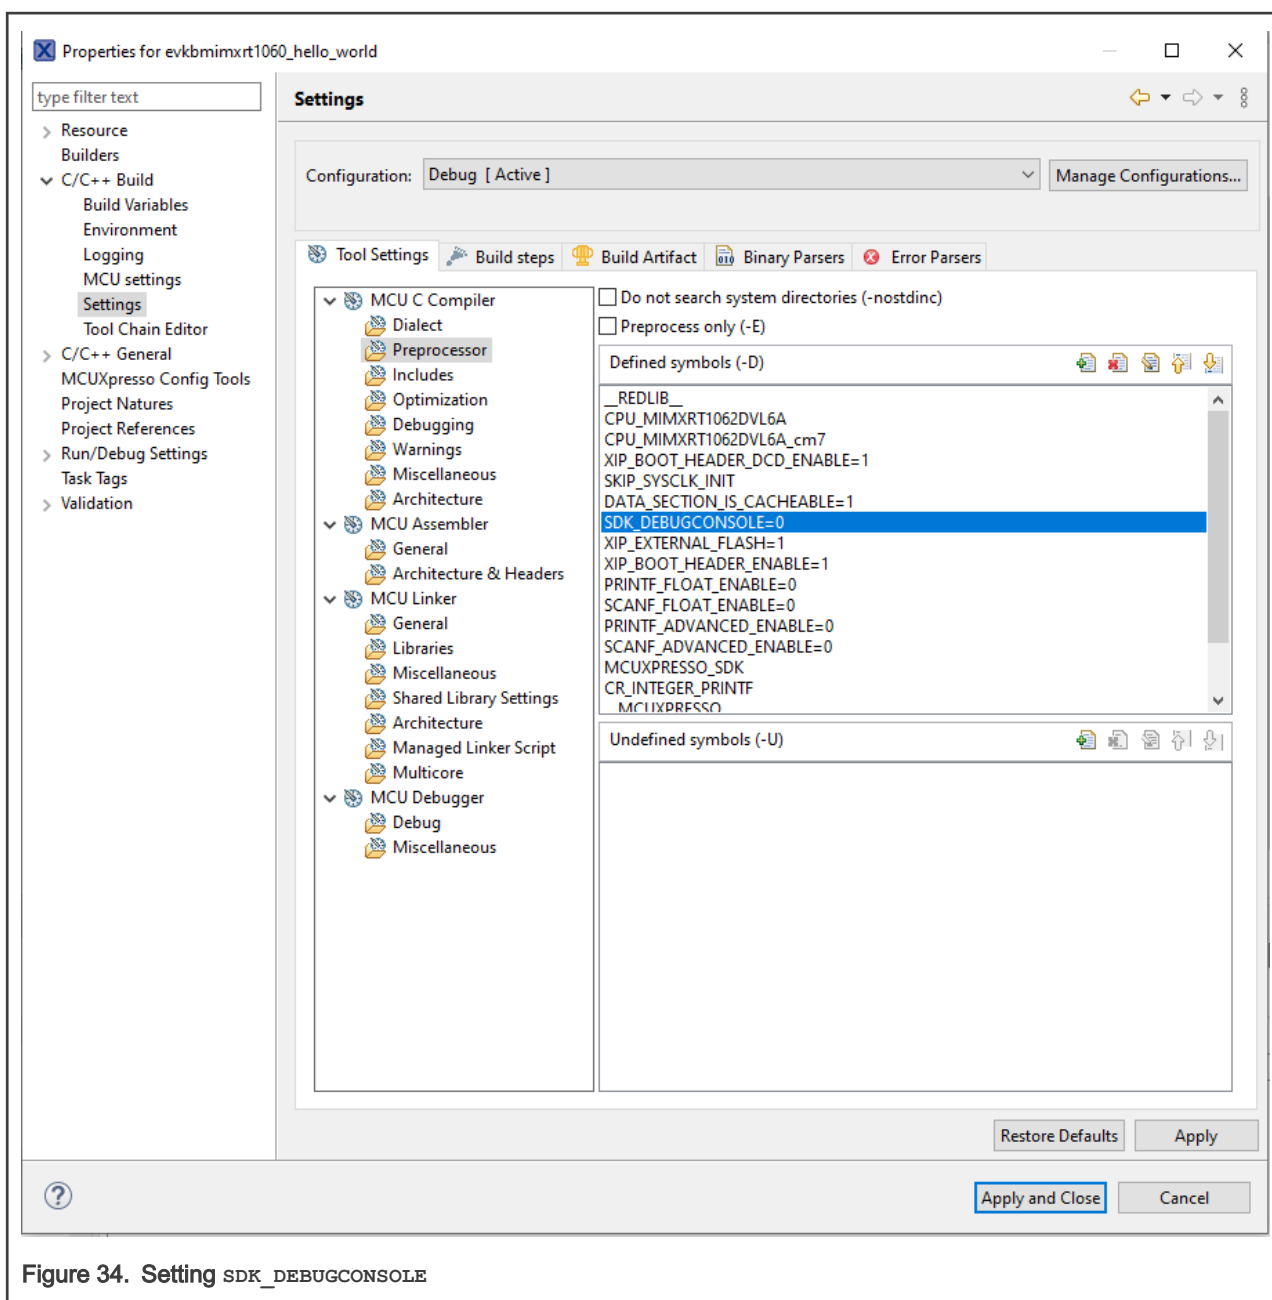 Properties for evkbmimxrt1060_hello_world
type filter text
Settings
Resource
Builders
C/C++ Build
Build Variables
Environment
Logging
MCU settings
Settings
Tool Chain Editor
C/C++ General
MCUXpresso Config Tools
Project Natures
Project References
Run/Debug Settings
Task Tags
Validation
Configuration: Debug [ Active ] Manage Configurations...
Tool Settings Build steps Build Artifact Binary Parsers Error Parsers
MCU C Compiler
Dialect
Preprocessor
Includes
Optimization
Debugging
Warnings
Miscellaneous
Architecture
MCU Assembler
General
Architecture & Headers
MCU Linker
General
Libraries
Miscellaneous
Shared Library Settings
Architecture
Managed Linker Script
Multicore
MCU Debugger
Debug
Miscellaneous
Do not search system directories (-nostdinc)
Preprocess only (-E)
Defined symbols (-D)
__REDLIB__
CPU_MIMXRT1062DVL6A
CPU_MIMXRT1062DVL6A_cm7
XIP_BOOT_HEADER_DCD_ENABLE=1
SKIP_SYSCLK_INIT
DATA_SECTION_IS_CACHEABLE=1
SDK_DEBUGCONSOLE=0
XIP_EXTERNAL_FLASH=1
XIP_BOOT_HEADER_ENABLE=1
PRINTF_FLOAT_ENABLE=0
SCANF_FLOAT_ENABLE=0
PRINTF_ADVANCED_ENABLE=0
SCANF_ADVANCED_ENABLE=0
MCUXPRESSO_SDK
CR_INTEGER_PRINTF
__MCUXPRESSO
Undefined symbols (-U)
Restore Defaults Apply
Apply and Close Cancel
Figure 34. Setting SDK_DEBUGCONSOLE